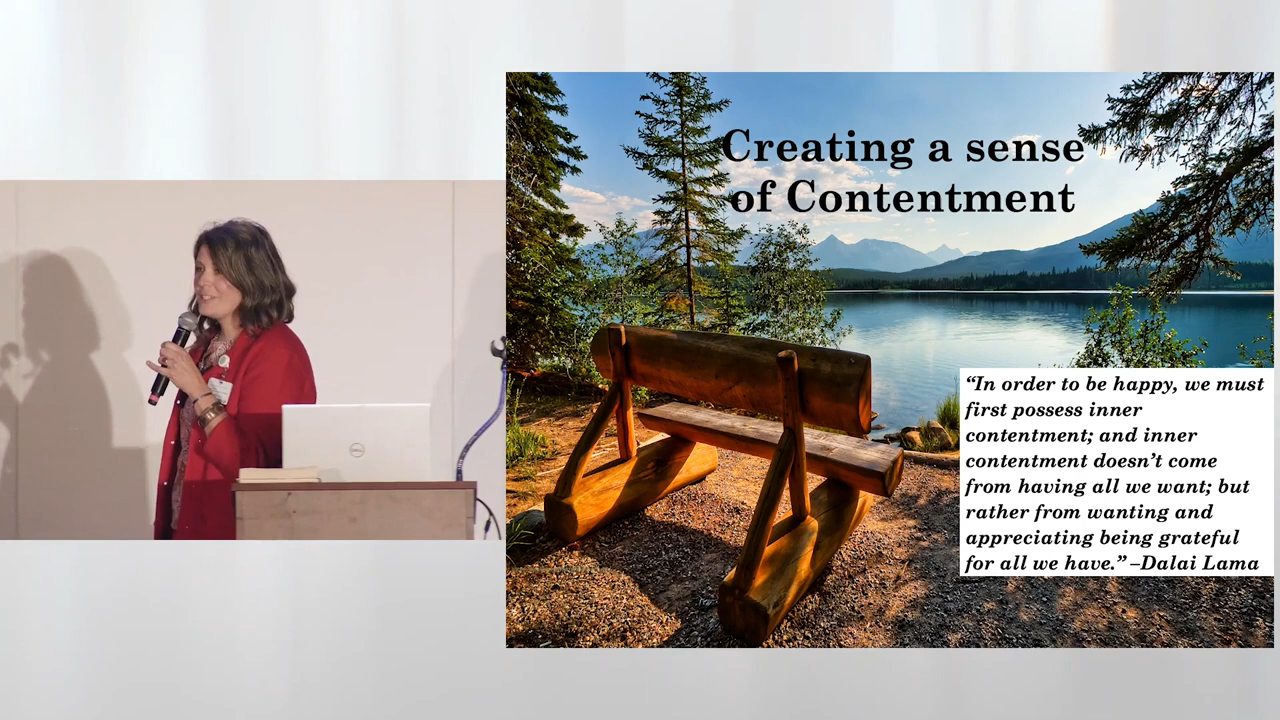 Creating a sense
of Contentment
“In order to be happy, we must
first possess inner
contentment; and inner
contentment doesn’t come
from having all we want; but
rather from wanting and
appreciating being grateful
for all we have.” –Dalai Lama
DELL